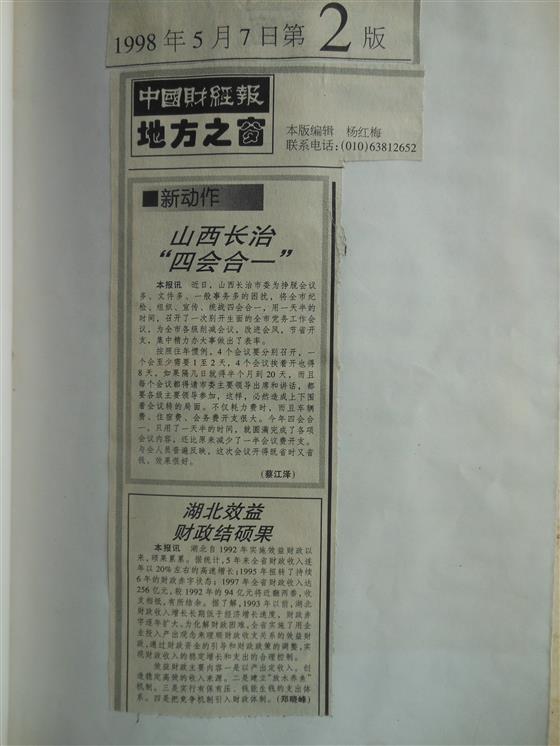 1998年5月7日第2版
中國財經報
地方之窗
本版编辑 杨红梅
联系电话:(010)63812652
■新动作
山西长治
“四会合一”
本报讯 近日，山西长治市委为挣脱会议
多、文件多、一般事务多的困扰，将全市纪
检、组织、宣传、统战四会合一，用一天半的
时间，召开了一次别开生面的全市党务工作会
议，为全市各级削减会议，改进会风，节省开
支，集中精力办大事做出了表率。
按照往年惯例，4个会议要分别召开，一
个会至少需要1至2天，4个会议挨着开也得
8天，如果隔几日就得半个月到20天，而且
每个会议都得请市委主要领导出席和讲话，都
要各级主要领导参加，这样，必然造成上下围
着会议转的局面。不仅耗力费时，而且车辆
费、住宿费、会务费开支很大。今年四会合
一，只用了一天半的时间，就圆满完成了各项
会议内容，还比原来减少了一半会议费开支。
与会人员普遍反映，这次会议开得既省时又省
钱，效果很好。
(蔡江泽)
湖北效益
财政结硕果
本报讯 湖北自1992年实施效益财政以
来，硕果累累。据统计，5年来全省财政收入连
年以20%左右的高速增长；1995年扭转了持续
6年的财政赤字状态；1997年全省财政收入达
256亿元，较1992年的94亿元将近翻两番，收
支相抵，有所结余。据了解，1993年以前，湖北
财政收入增长长期低于经济增长速度，财政赤
字连年扩大。为化解财政困难，全省实施了用企
业投入产出观念来理顺财政收支关系的效益财
政，通过财政资金的引导和财政政策的调整，实
现财政收入的稳定增长和支出的合理控制。
效益财政主要内容一是以产出定收入，创
造稳定高效的收入来源。二是建立“放水养鱼”
机制。三是实行有保有压、钱能生钱的支出体
系。四是把竞争机制引入财政体制。(郑晓峰)